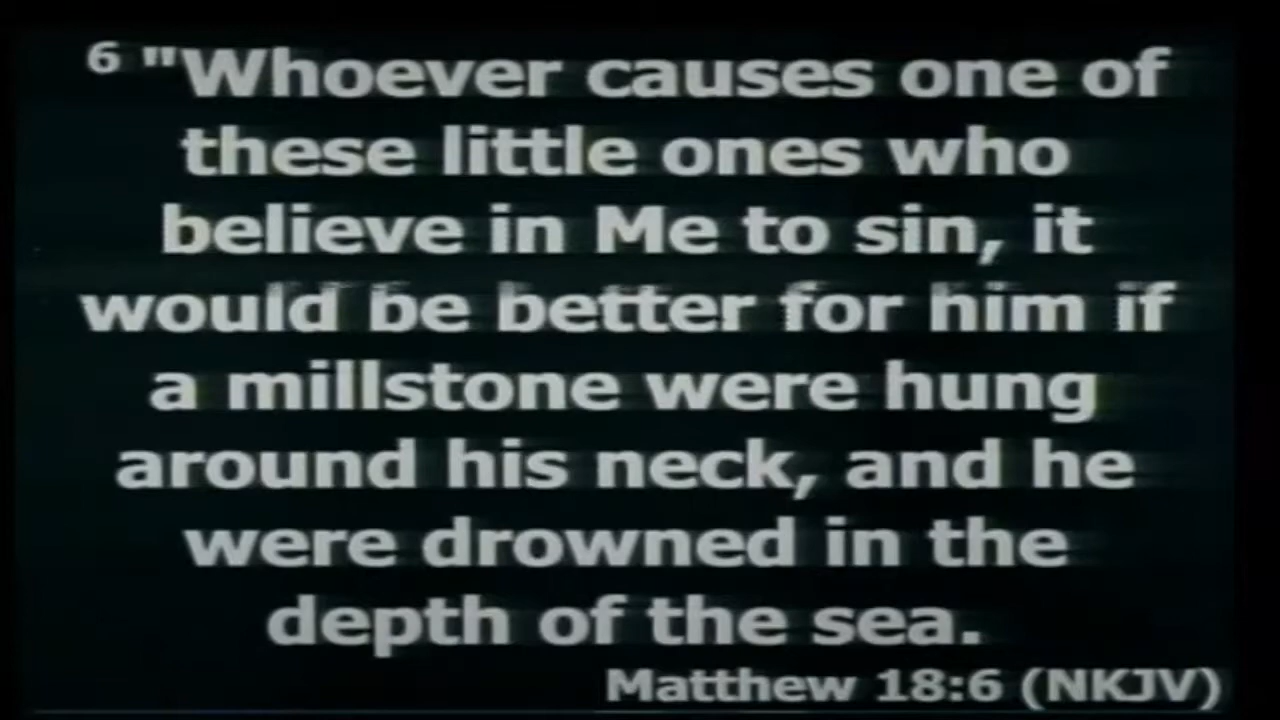 6 "Whoever causes one of
these little ones who
believe in Me to sin, it
would be better for him if
a millstone were hung
around his neck, and he
were drowned in the
depth of the sea.
Matthew 18:6 (NKJV)